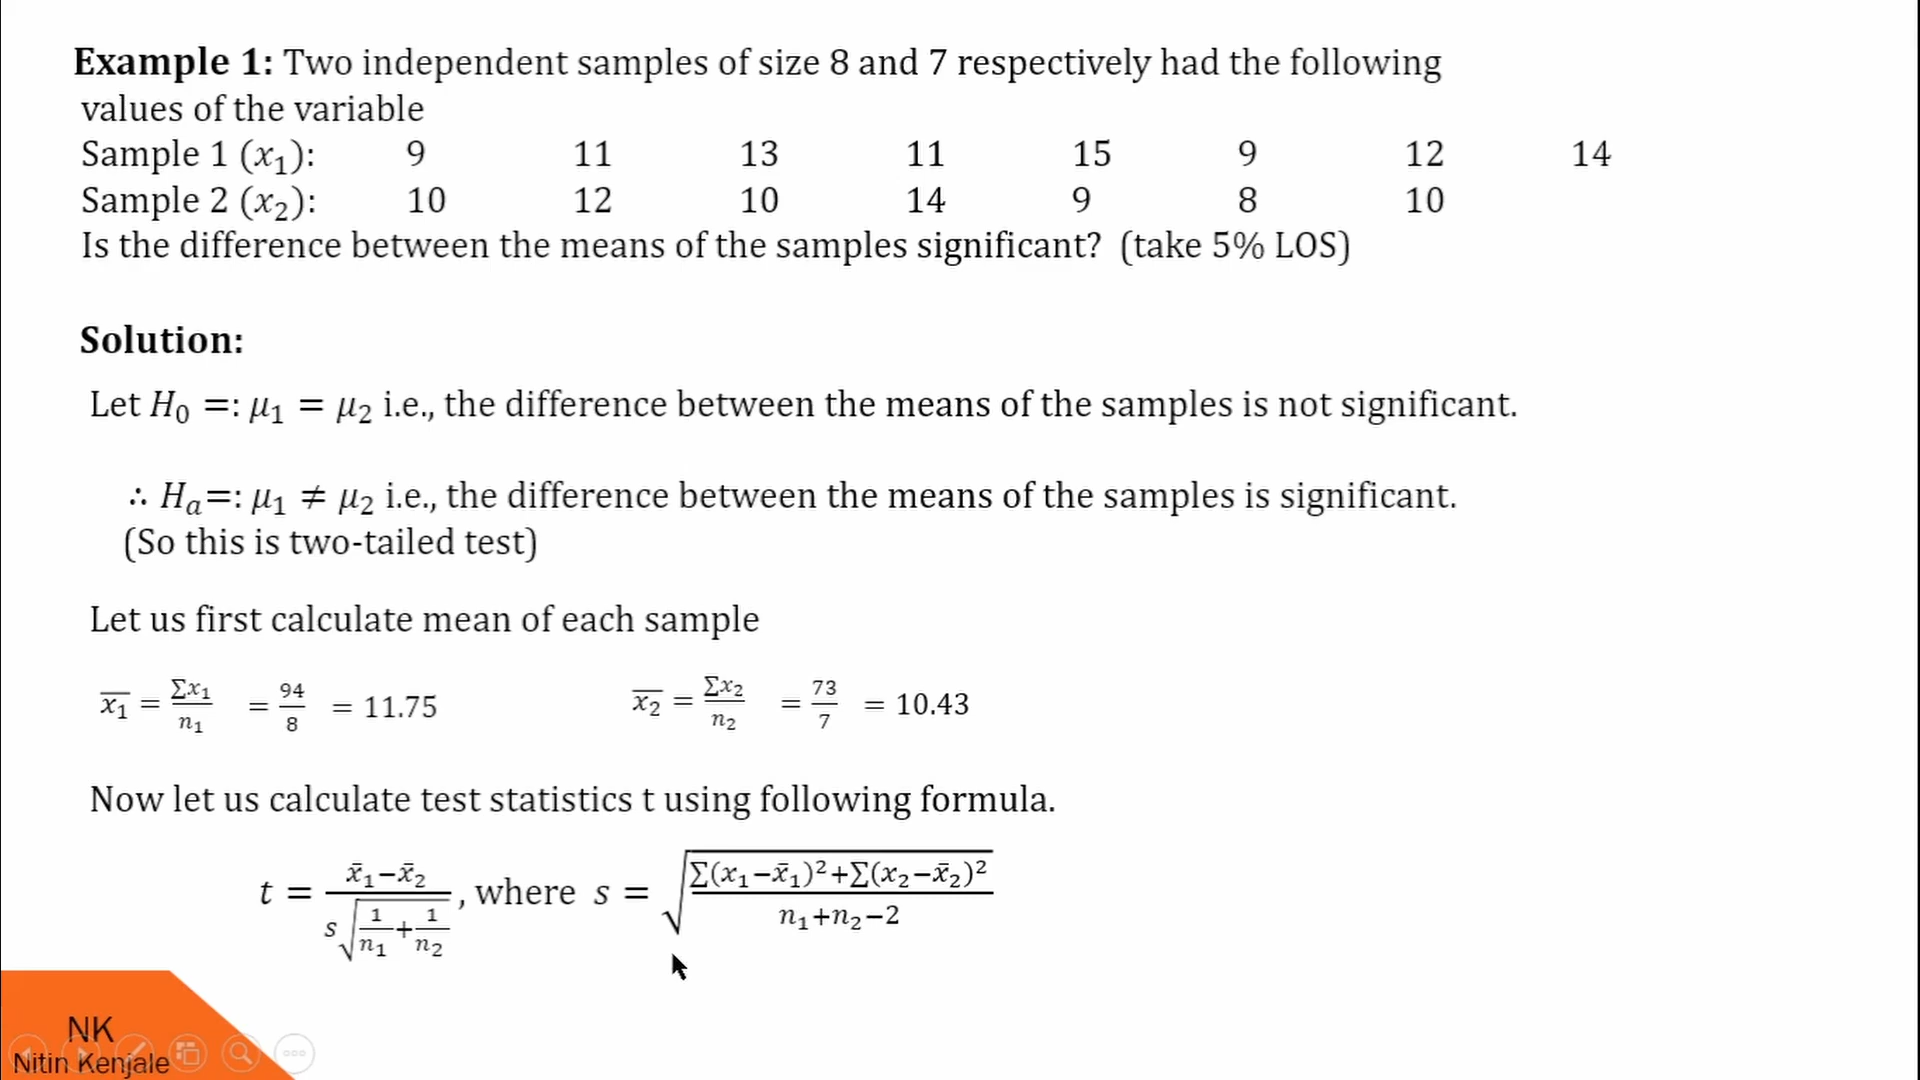 Example 1: Two independent samples of size 8 and 7 respectively had the following
values of the variable
Sample 1 (x₁): 9 11 13 11 15 9 12 14
Sample 2 (x₂): 10 12 10 14 9 8 10
Is the difference between the means of the samples significant? (take 5% LOS)
Solution:
Let H₀ =: μ₁ = μ₂ i.e., the difference between the means of the samples is not significant.
∴ Hₐ=: μ₁ ≠ μ₂ i.e., the difference between the means of the samples is significant.
(So this is two-tailed test)
Let us first calculate mean of each sample
x̄₁ = ∑x₁/n₁ = 94/8 = 11.75 x̄₂ = ∑x₂/n₂ = 73/7 = 10.43
Now let us calculate test statistics t using following formula.
t = (x̄₁−x̄₂)/(s√(1/n₁+1/n₂)), where s = √((∑(x₁−x̄₁)²+∑(x₂−x̄₂)²)/(n₁+n₂−2))
NK
Nitin Kenjale